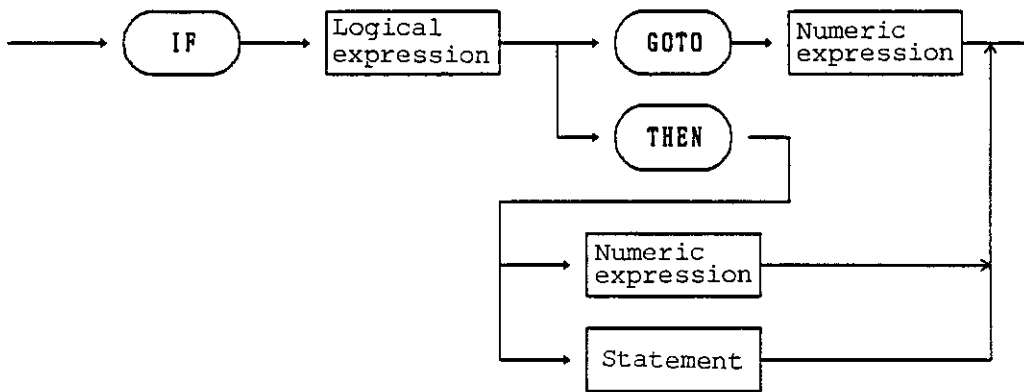 IF
Logical
expression
GOTO
Numeric
expression
THEN
Numeric
expression
Statement